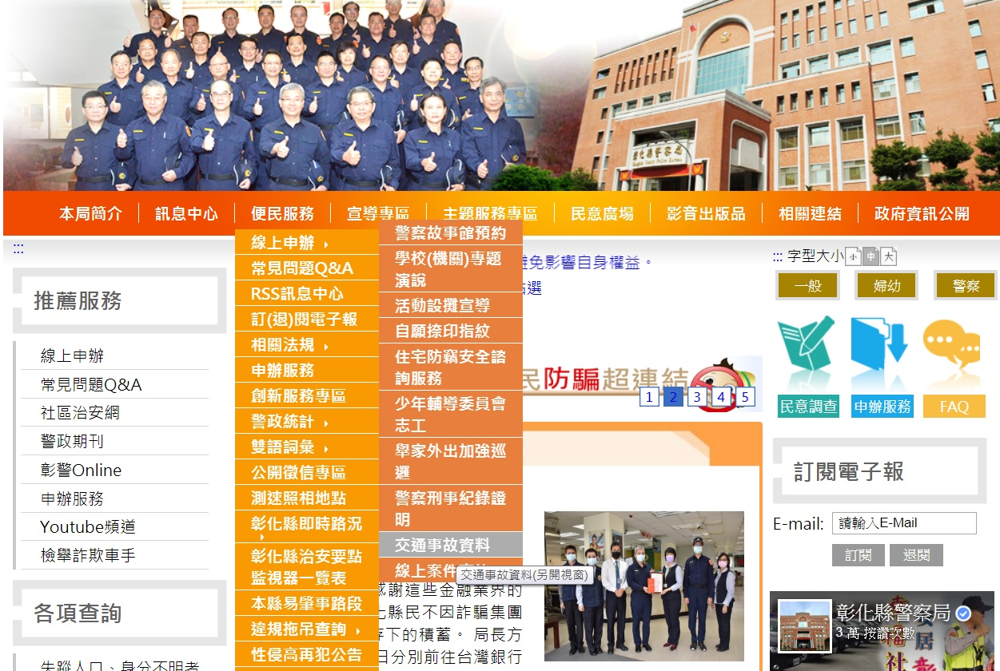 彰化縣警察局
Changhua County Police Bureau
本局簡介
訊息中心
便民服務
宣導專區
主題服務專區
民意廣場
影音出版品
相關連結
政府資訊公開
:::
推薦服務
線上申辦
常見問題Q&A
社區治安網
警政期刊
彰警Online
申辦服務
Youtube頻道
檢舉詐欺車手
各項查詢
失蹤人口、身分不明者
線上申辦
常見問題Q&A
RSS訊息中心
訂(退)閱電子報
相關法規
申辦服務
創新服務專區
警政統計
雙語詞彙
公開徵信專區
測速照相地點
彰化縣即時路況
彰化縣治安要點
監視器一覽表
本縣易肇事路段
違規拖吊查詢
性侵高再犯公告
警察故事館預約
學校(機關)專題
演說
活動設攤宣導
自願捺印指紋
住宅防竊安全諮
詢服務
少年輔導委員會
志工
舉家外出加強巡
邏
警察刑事紀錄證
明
交通事故資料
線上案件
交通事故資料(另開視窗)
避免影響自身權益。
選
民防騙超連結
1 2 3 4 5
感謝這些金融業界的
化縣民不因詐騙集團
存下的積蓄。 局長方
日分別前往台灣銀行
::: 字型大小 小 中 大
一般
婦幼
警察
民意調查
申辦服務
FAQ
訂閱電子報
E-mail: 請輸入E-Mail
訂閱
退閱
彰化縣警察局
3 萬 按讚次數
福
社
居
彰